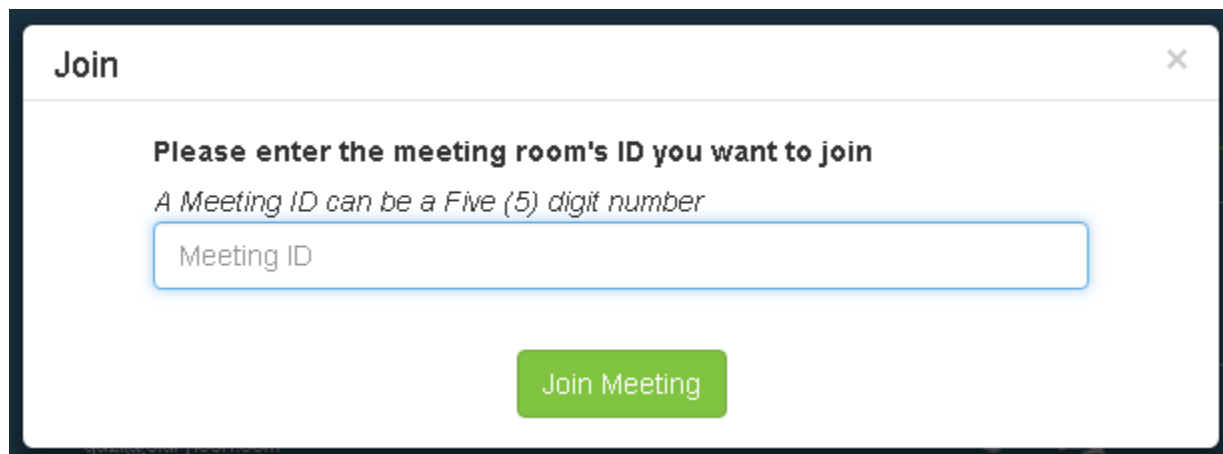 Join
×
Please enter the meeting room's ID you want to join
A Meeting ID can be a Five (5) digit number
Meeting ID
Join Meeting